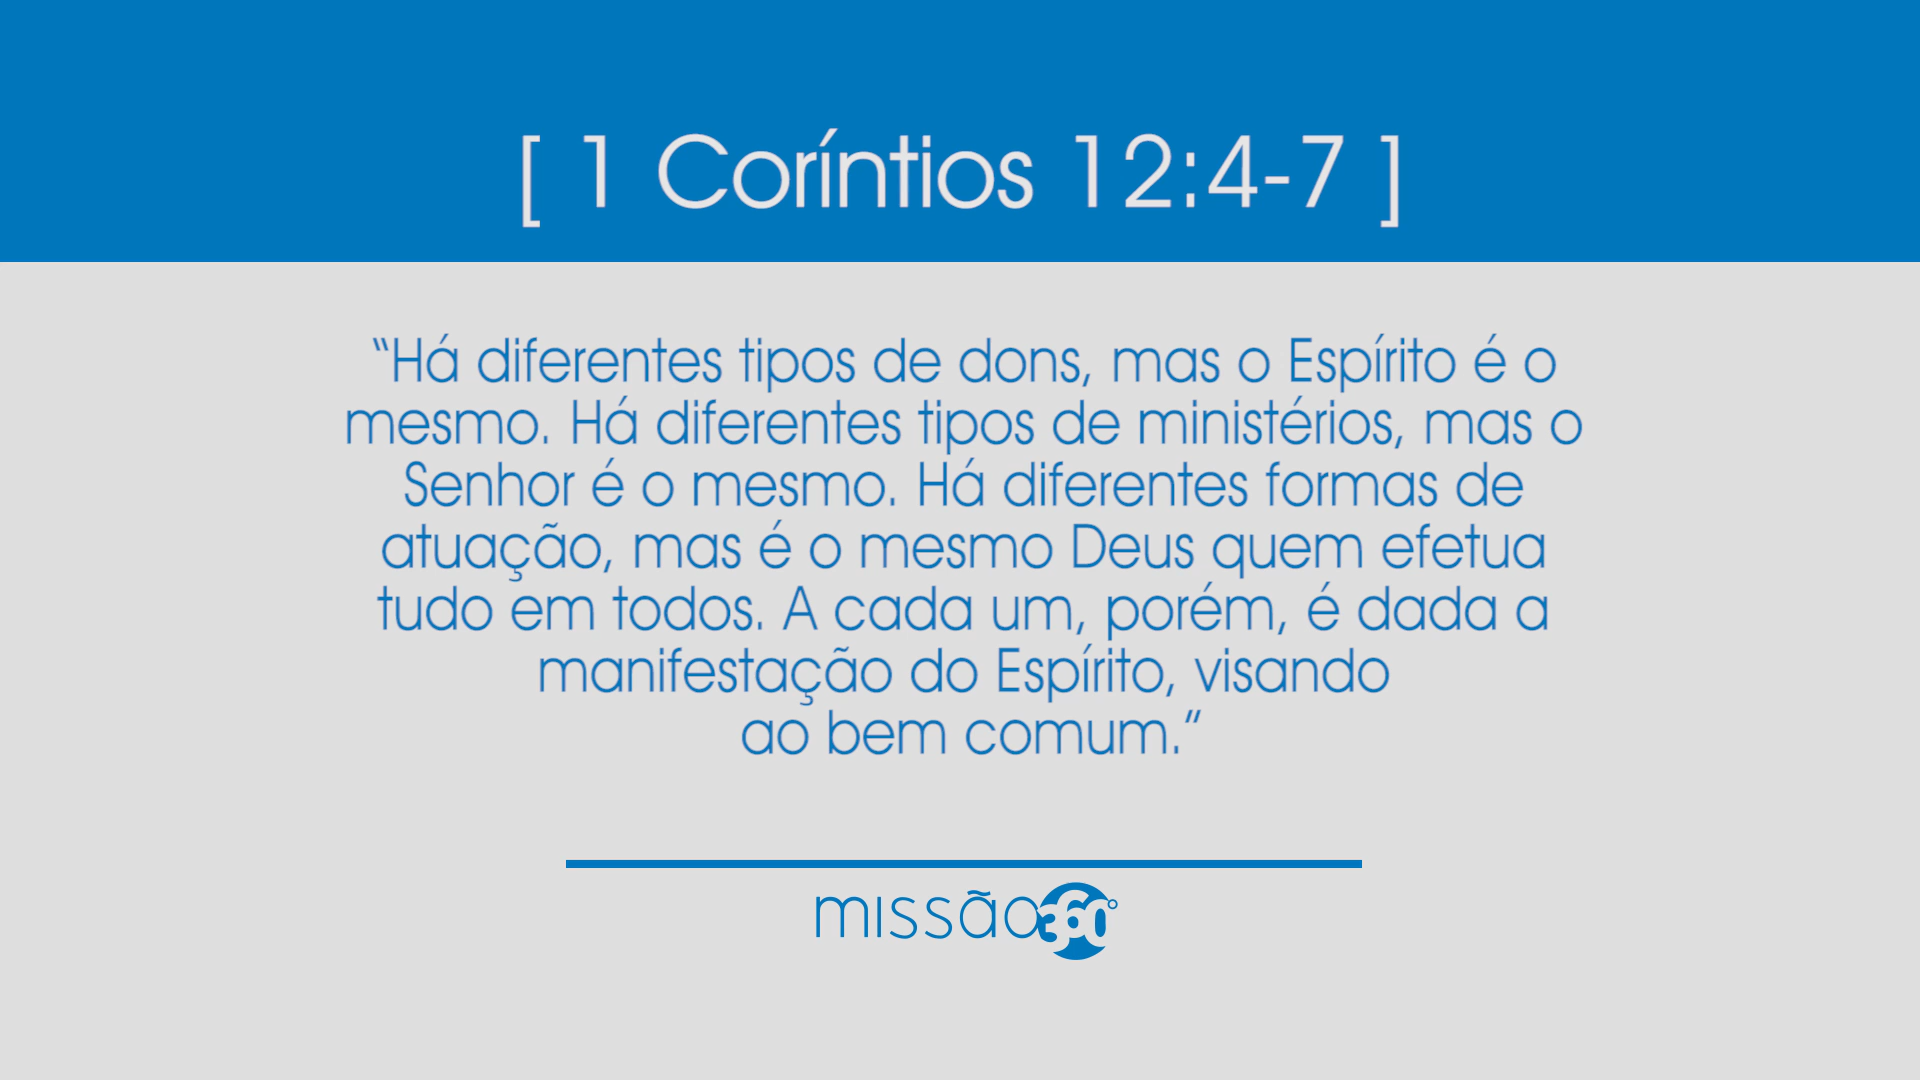 [ 1 Coríntios 12:4-7 ]
“Há diferentes tipos de dons, mas o Espírito é o
mesmo. Há diferentes tipos de ministérios, mas o
Senhor é o mesmo. Há diferentes formas de
atuação, mas é o mesmo Deus quem efetua
tudo em todos. A cada um, porém, é dada a
manifestação do Espírito, visando
ao bem comum.”
missão360°